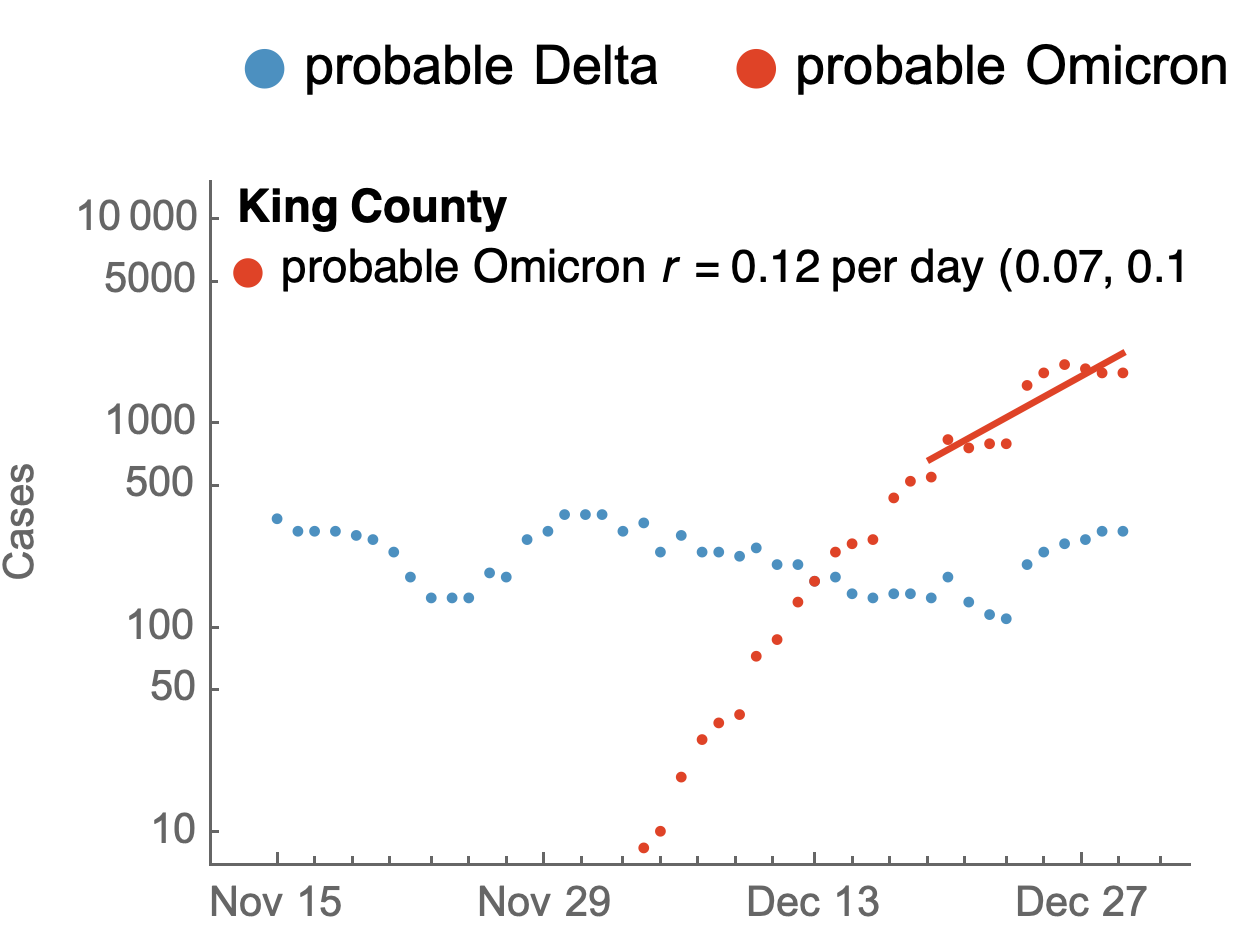 probable Delta probable Omicron
King County
probable Omicron r = 0.12 per day (0.07, 0.1
10 000
5000
1000
500
100
50
10
Cases
Nov 15 Nov 29 Dec 13 Dec 27